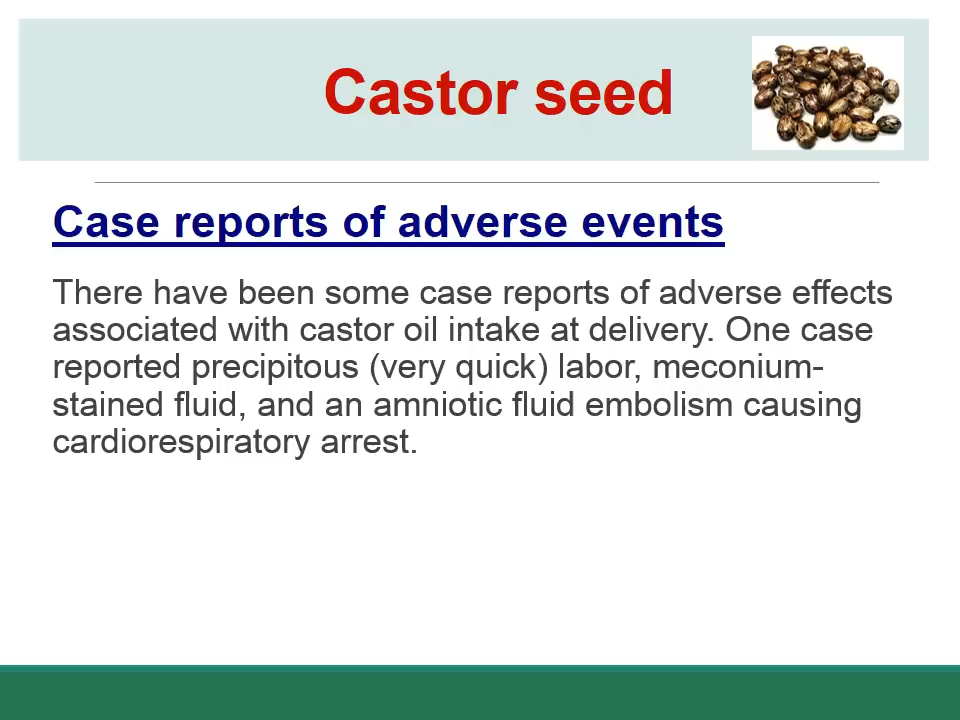 Castor seed
Case reports of adverse events
There have been some case reports of adverse effects
associated with castor oil intake at delivery. One case
reported precipitous (very quick) labor, meconium-
stained fluid, and an amniotic fluid embolism causing
cardiorespiratory arrest.